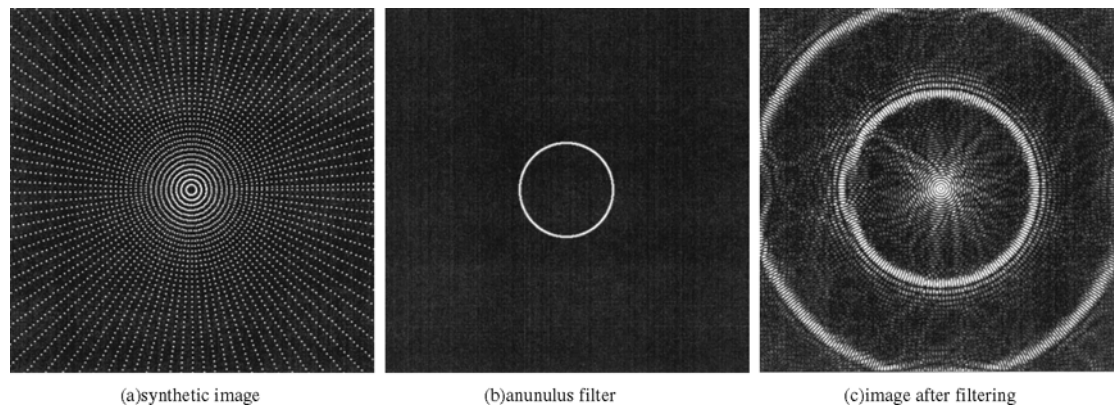 (a)synthetic image
(b)anunulus filter
(c)image after filtering